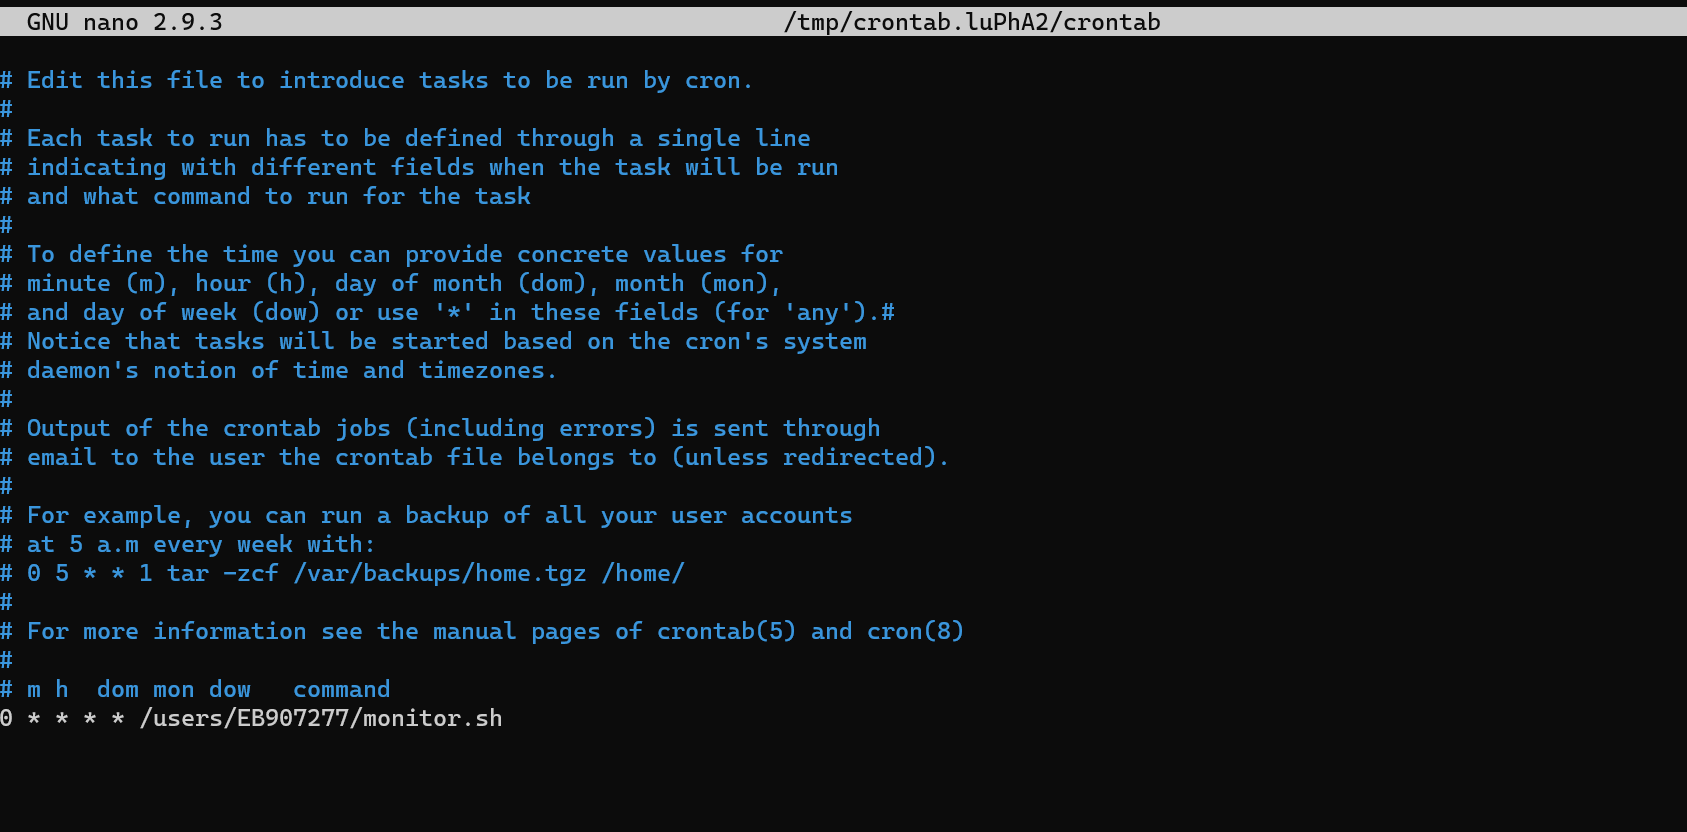 GNU nano 2.9.3 /tmp/crontab.luPhA2/crontab
# Edit this file to introduce tasks to be run by cron.
#
# Each task to run has to be defined through a single line
# indicating with different fields when the task will be run
# and what command to run for the task
#
# To define the time you can provide concrete values for
# minute (m), hour (h), day of month (dom), month (mon),
# and day of week (dow) or use '*' in these fields (for 'any').#
# Notice that tasks will be started based on the cron's system
# daemon's notion of time and timezones.
#
# Output of the crontab jobs (including errors) is sent through
# email to the user the crontab file belongs to (unless redirected).
#
# For example, you can run a backup of all your user accounts
# at 5 a.m every week with:
# 0 5 * * 1 tar -zcf /var/backups/home.tgz /home/
#
# For more information see the manual pages of crontab(5) and cron(8)
#
# m h  dom mon dow   command
0 * * * * /users/EB907277/monitor.sh